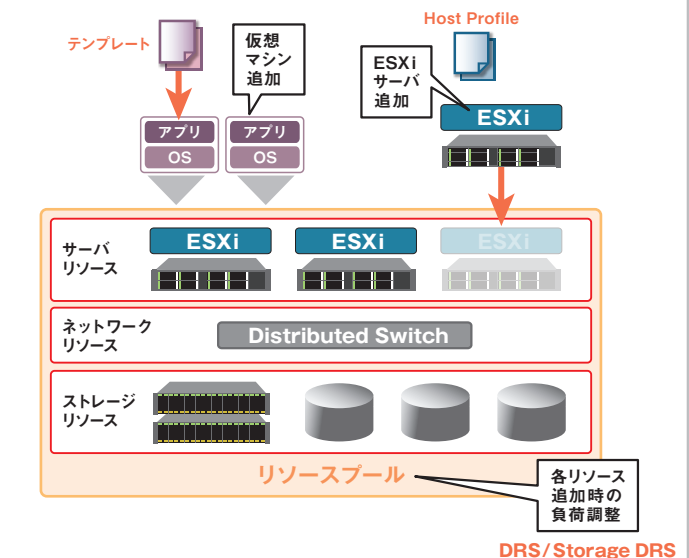 テンプレート
仮想
マシン
追加
Host Profile
ESXi
サーバ
追加
ESXi
アプリ
OS
アプリ
OS
サーバ
リソース
ESXi
ESXi
ESXi
ネットワーク
リソース
Distributed Switch
ストレージ
リソース
リソースプール
各リソース
追加時の
負荷調整
DRS/Storage DRS